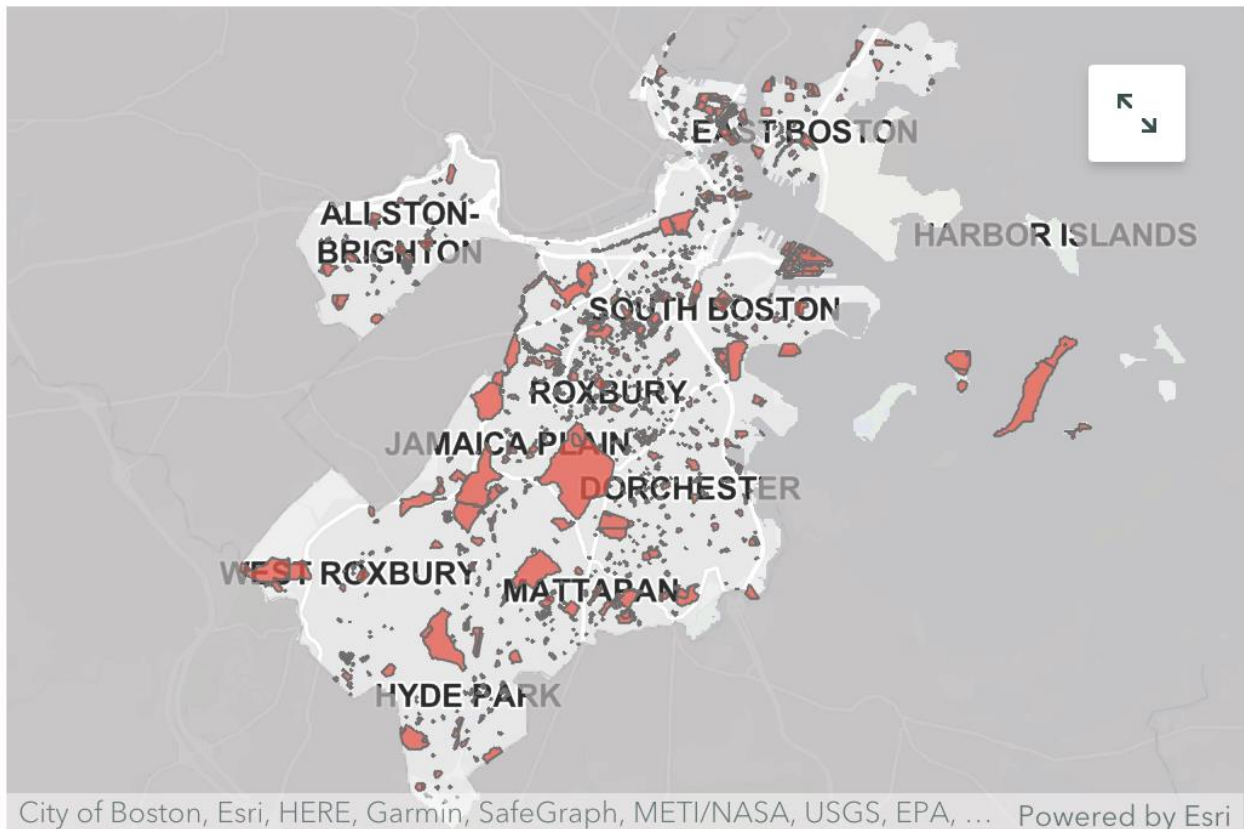 EAST BOSTON
ALLSTON-
BRIGHTON
HARBOR ISLANDS
SOUTH BOSTON
ROXBURY
JAMAICA PLAIN
DORCHESTER
WEST ROXBURY
MATTAPAN
HYDE PARK
City of Boston, Esri, HERE, Garmin, SafeGraph, METI/NASA, USGS, EPA, ... Powered by Esri